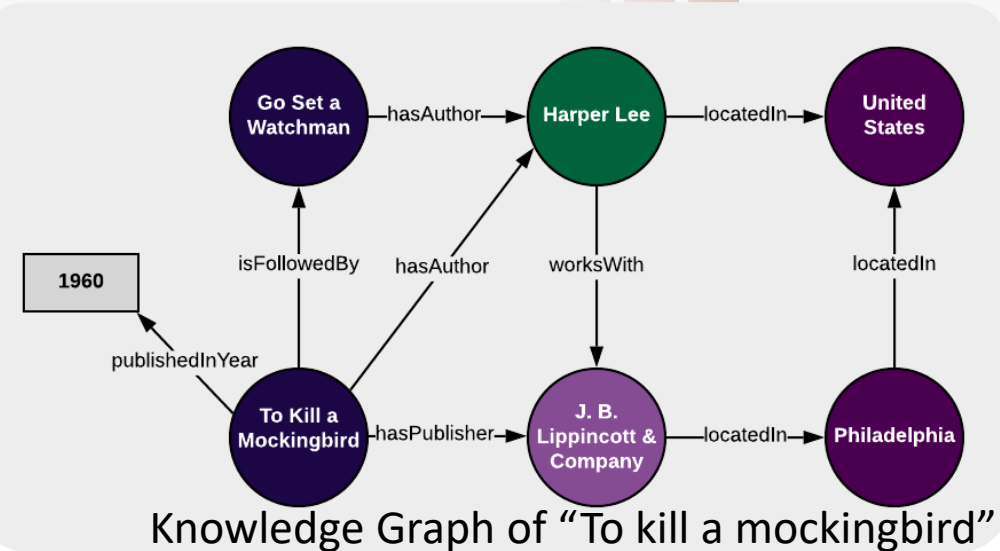 Go Set a
Watchman
hasAuthor
Harper Lee
locatedIn
United
States
isFollowedBy
hasAuthor
worksWith
locatedIn
1960
publishedInYear
To Kill a
Mockingbird
hasPublisher
J. B.
Lippincott &
Company
locatedIn
Philadelphia
Knowledge Graph of “To kill a mockingbird”